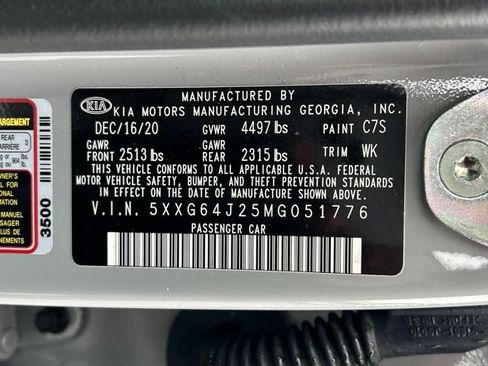 MANUFACTURED BY
KIA
KIA MOTORS MANUFACTURING GEORGIA, INC.
DEC/16/20 GVWR 4497 lbs PAINT C7S
GAWR FRONT 2513 lbs GAWR REAR 2315 lbs TRIM WK
THIS VEHICLE CONFORMS TO ALL APPLICABLE U.S.A. FEDERAL
MOTOR VEHICLE SAFETY, BUMPER, AND THEFT PREVENTION
STANDARDS IN EFFECT ON THE DATE OF MANUFACTURE SHOWN ABOVE.
V.I.N. 5XXG64J25MG051776
PASSENGER CAR
REAR
ARRIÈRE 3
3500